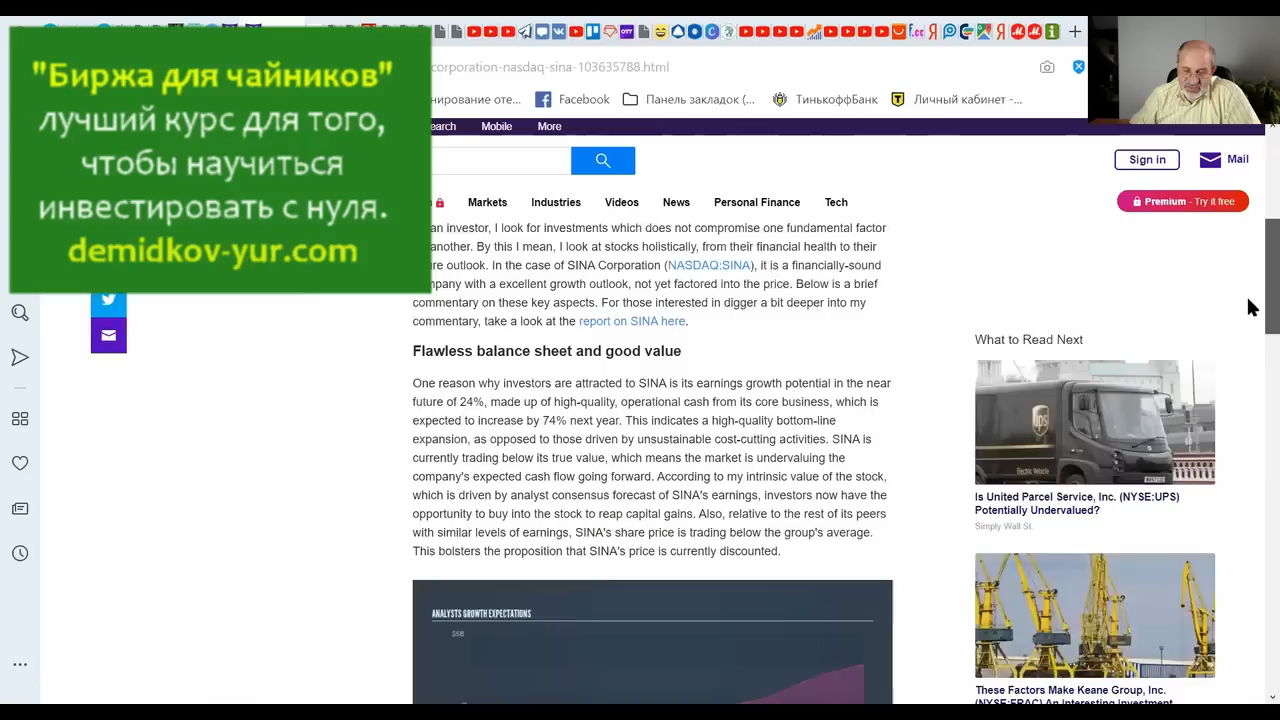 "Биржа для чайников"
лучший курс для того,
чтобы научиться
инвестировать с нуля.
demidkov-yur.com
corporation-nasdaq-sina-103635788.html
Facebook
Панель закладок (...
ТинькоффБанк
Личный кабинет -...
Mobile
More
Sign in
Mail
Markets
Industries
Videos
News
Personal Finance
Tech
Premium - Try it free
an investor, I look for investments which does not compromise one fundamental factor
another. By this I mean, I look at stocks holistically, from their financial health to their
outlook. In the case of SINA Corporation (NASDAQ:SINA), it is a financially-sound
with a excellent growth outlook, not yet factored into the price. Below is a brief
commentary on these key aspects. For those interested in digger a bit deeper into my
commentary, take a look at the report on SINA here.
Flawless balance sheet and good value
One reason why investors are attracted to SINA is its earnings growth potential in the near
future of 24%, made up of high-quality, operational cash from its core business, which is
expected to increase by 74% next year. This indicates a high-quality bottom-line
expansion, as opposed to those driven by unsustainable cost-cutting activities. SINA is
currently trading below its true value, which means the market is undervaluing the
company's expected cash flow going forward. According to my intrinsic value of the stock,
which is driven by analyst consensus forecast of SINA's earnings, investors now have the
opportunity to buy into the stock to reap capital gains. Also, relative to the rest of its peers
with similar levels of earnings, SINA's share price is trading below the group's average.
This bolsters the proposition that SINA's price is currently discounted.
ANALYSTS GROWTH EXPECTATIONS
What to Read Next
ups
Electric Vehicle
Is United Parcel Service, Inc. (NYSE:UPS)
Potentially Undervalued?
Simply Wall St.
These Factors Make Keane Group, Inc.
(NYSE:FRAC) An Interesting Investment